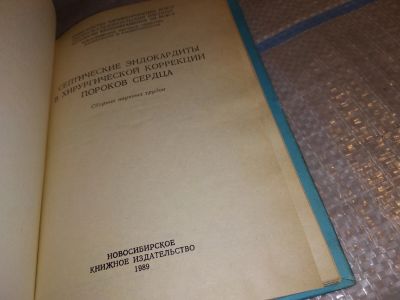 СЕПТИЧЕСКИЕ ЭНДОКАРДИТЫ
В ХИРУРГИЧЕСКОЙ КОРРЕКЦИИ
ПОРОКОВ СЕРДЦА
Сборник научных трудов
НОВОСИБИРСКОЕ
КНИЖНОЕ ИЗДАТЕЛЬСТВО
1989